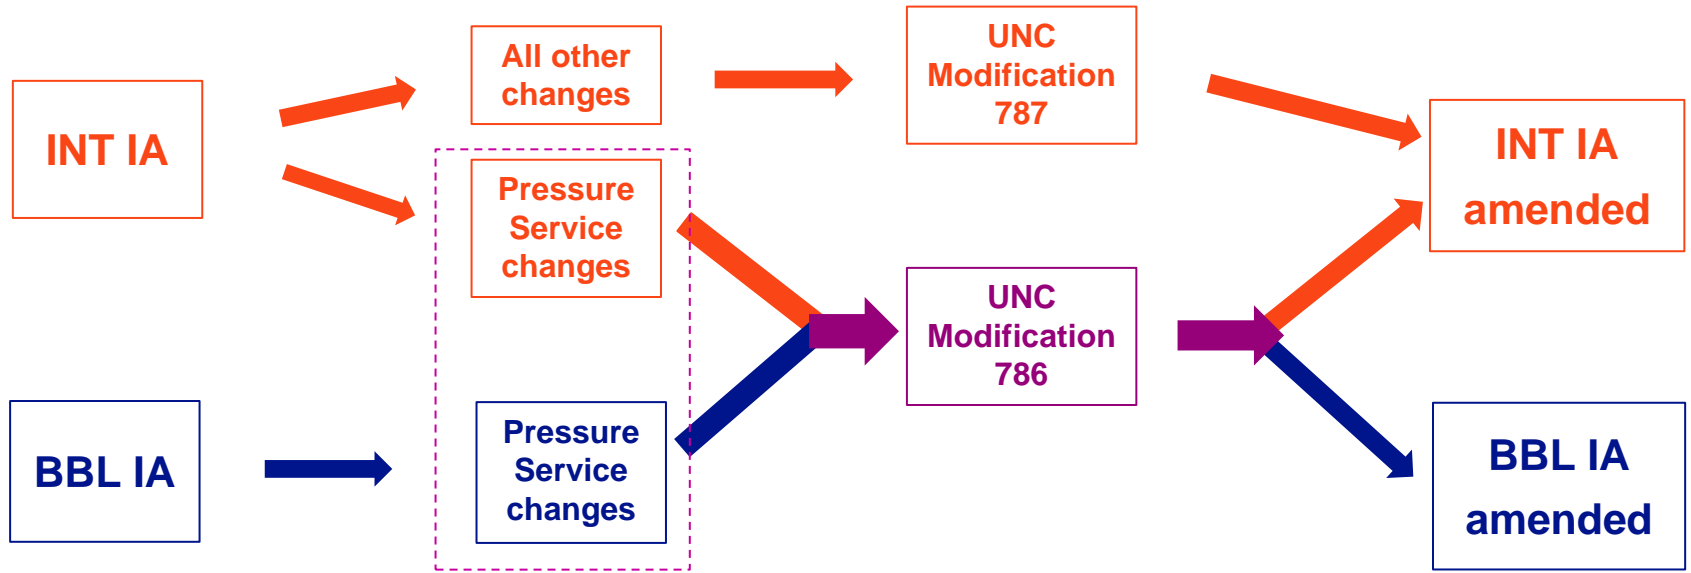 INT IA
All other
changes
UNC
Modification
787
INT IA
amended
Pressure
Service
changes
UNC
Modification
786
BBL IA
Pressure
Service
changes
BBL IA
amended